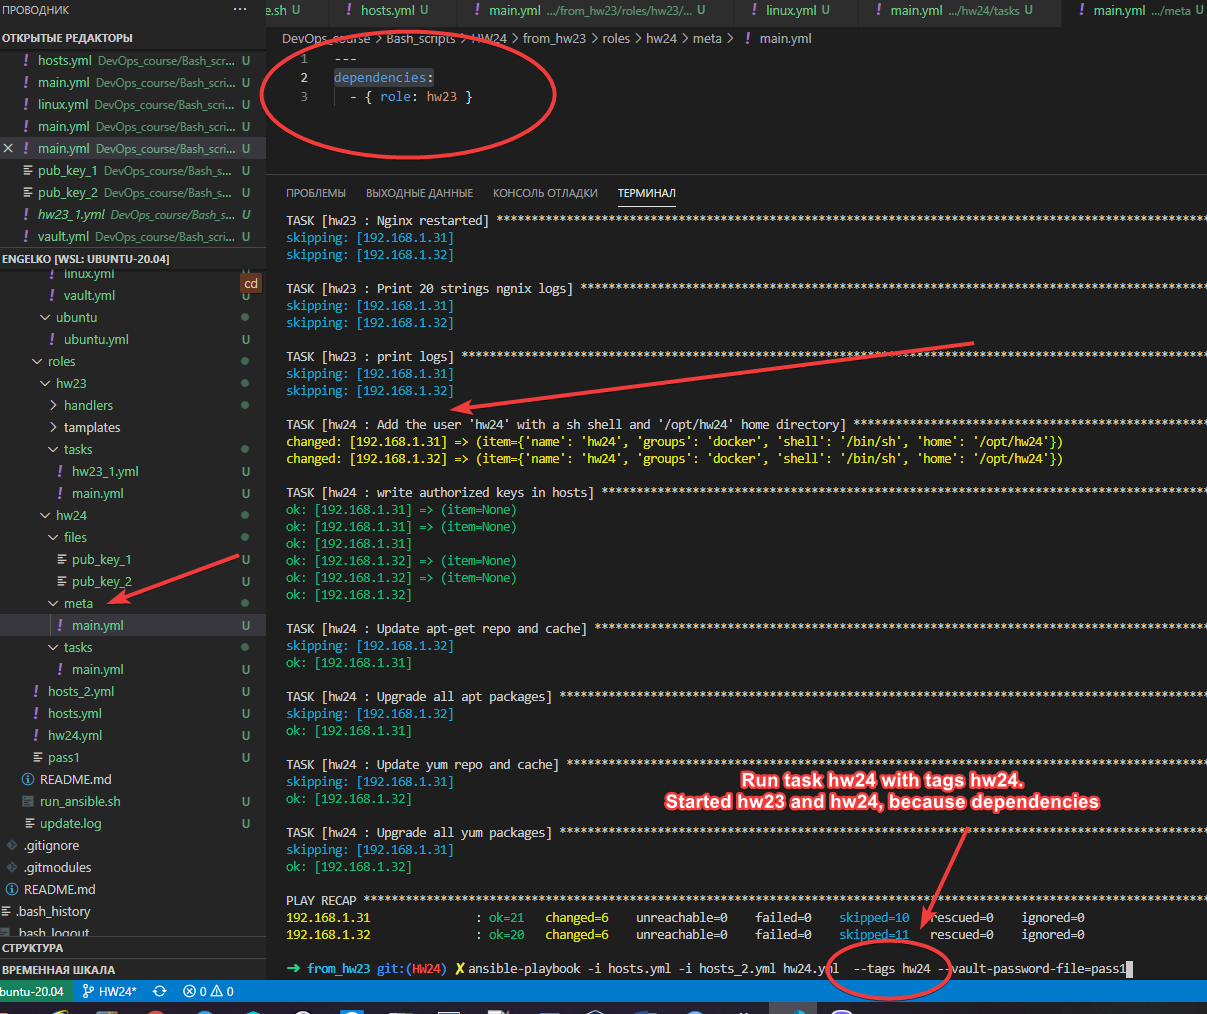 ПРОВОДНИК ···
e.sh U ! hosts.yml U ! main.yml .../from_hw23/roles/hw23/... U ! linux.yml U ! main.yml .../hw24/tasks U ! main.yml .../meta U
ОТКРЫТЫЕ РЕДАКТОРЫ
! hosts.yml DevOps_course/Bash_scr... U
! main.yml DevOps_course/Bash_scri... U
! linux.yml DevOps_course/Bash_scri... U
! main.yml DevOps_course/Bash_scri... U
× ! main.yml DevOps_course/Bash_scri... U
pub_key_1 DevOps_course/Bash_s... U
pub_key_2 DevOps_course/Bash_s... U
! hw23_1.yml DevOps_course/Bash_s... U
! vault.yml DevOps_course/Bash_scri... U
ENGELKO [WSL: UBUNTU-20.04]
! linux.yml U
cd
! vault.yml U
ubuntu
! ubuntu.yml U
roles
hw23
handlers
tamplates
tasks
! hw23_1.yml U
! main.yml U
hw24
files
pub_key_1 U
pub_key_2 U
meta
! main.yml U
tasks
! main.yml U
! hosts_2.yml U
! hosts.yml U
! hw24.yml U
pass1 U
README.md
run_ansible.sh U
update.log U
.gitignore
.gitmodules
README.md
.bash_history
.bash_logout
СТРУКТУРА
ВРЕМЕННАЯ ШКАЛА
DevOps_course > Bash_scripts > HW24 > from_hw23 > roles > hw24 > meta > ! main.yml
1 ---
2 dependencies:
3 - { role: hw23 }
ПРОБЛЕМЫ ВЫХОДНЫЕ ДАННЫЕ КОНСОЛЬ ОТЛАДКИ ТЕРМИНАЛ
TASK [hw23 : Nginx restarted] ****************************************************************************************************
skipping: [192.168.1.31]
skipping: [192.168.1.32]
TASK [hw23 : Print 20 strings ngnix logs] ****************************************************************************************
skipping: [192.168.1.31]
skipping: [192.168.1.32]
TASK [hw23 : print logs] *********************************************************************************************************
skipping: [192.168.1.31]
skipping: [192.168.1.32]
TASK [hw24 : Add the user 'hw24' with a sh shell and '/opt/hw24' home directory] **************************************************
changed: [192.168.1.31] => (item={'name': 'hw24', 'groups': 'docker', 'shell': '/bin/sh', 'home': '/opt/hw24'})
changed: [192.168.1.32] => (item={'name': 'hw24', 'groups': 'docker', 'shell': '/bin/sh', 'home': '/opt/hw24'})
TASK [hw24 : write authorized keys in hosts] *************************************************************************************
ok: [192.168.1.31] => (item=None)
ok: [192.168.1.31] => (item=None)
ok: [192.168.1.31]
ok: [192.168.1.32] => (item=None)
ok: [192.168.1.32] => (item=None)
ok: [192.168.1.32]
TASK [hw24 : Update apt-get repo and cache] **************************************************************************************
skipping: [192.168.1.32]
ok: [192.168.1.31]
TASK [hw24 : Upgrade all apt packages] *******************************************************************************************
skipping: [192.168.1.32]
ok: [192.168.1.31]
TASK [hw24 : Update yum repo and cache] ******************************************************************************************
skipping: [192.168.1.31]
ok: [192.168.1.32]
Run task hw24 with tags hw24.
Started hw23 and hw24, because dependencies
TASK [hw24 : Upgrade all yum packages] *******************************************************************************************
skipping: [192.168.1.31]
ok: [192.168.1.32]
PLAY RECAP ***********************************************************************************************************************
192.168.1.31 : ok=21 changed=6 unreachable=0 failed=0 skipped=10 rescued=0 ignored=0
192.168.1.32 : ok=20 changed=6 unreachable=0 failed=0 skipped=11 rescued=0 ignored=0
➜ from_hw23 git:(HW24) ✗ ansible-playbook -i hosts.yml -i hosts_2.yml hw24.yml --tags hw24 --vault-password-file=pass1
buntu-20.04 HW24* 0 0